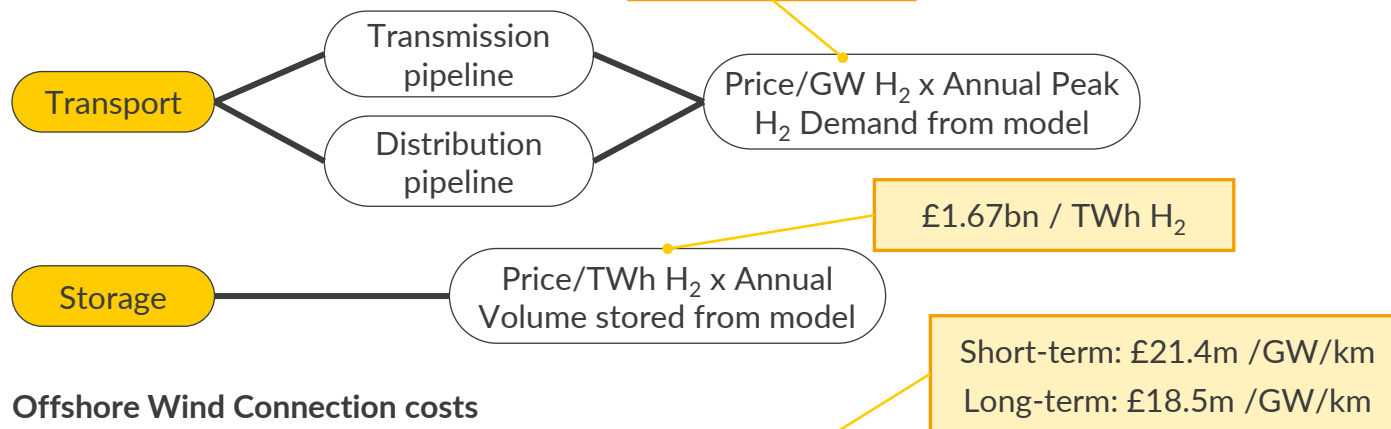 Transmission
pipeline
Transport
Price/GW H₂ x Annual Peak
H₂ Demand from model
Distribution
pipeline
£1.67bn / TWh H₂
Storage
Price/TWh H₂ x Annual
Volume stored from model
Short-term: £21.4m /GW/km
Long-term: £18.5m /GW/km
Offshore Wind Connection costs